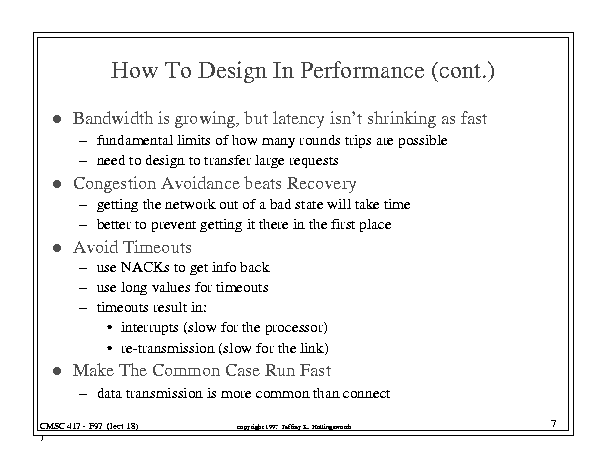 How To Design In Performance (cont.)
● Bandwidth is growing, but latency isn't shrinking as fast
– fundamental limits of how many rounds trips are possible
– need to design to transfer large requests
● Congestion Avoidance beats Recovery
– getting the network out of a bad state will take time
– better to prevent getting it there in the first place
● Avoid Timeouts
– use NACKs to get info back
– use long values for timeouts
– timeouts result in:
• interrupts (slow for the processor)
• re-transmission (slow for the link)
● Make The Common Case Run Fast
– data transmission is more common than connect
CMSC 417 - F97 (lect 18)
copyright 1997 Jeffrey K. Hollingsworth
7
)